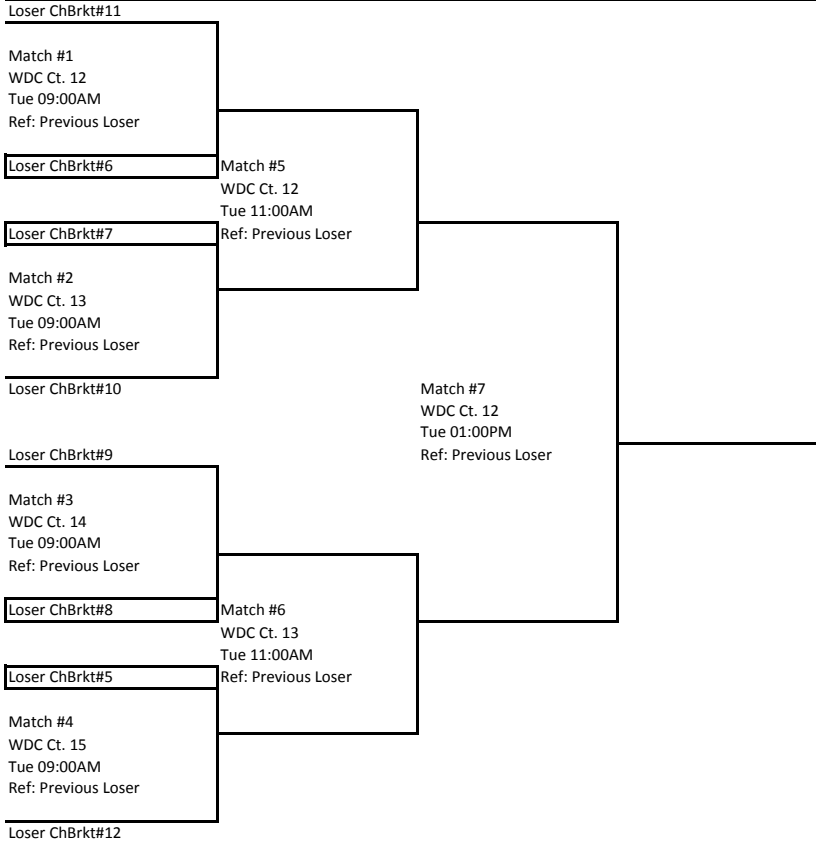 Loser ChBrkt#11
Match #1
WDC Ct. 12
Tue 09:00AM
Ref: Previous Loser
Loser ChBrkt#6
Match #5
WDC Ct. 12
Tue 11:00AM
Ref: Previous Loser
Loser ChBrkt#7
Match #2
WDC Ct. 13
Tue 09:00AM
Ref: Previous Loser
Loser ChBrkt#10
Match #7
WDC Ct. 12
Tue 01:00PM
Ref: Previous Loser
Loser ChBrkt#9
Match #3
WDC Ct. 14
Tue 09:00AM
Ref: Previous Loser
Loser ChBrkt#8
Match #6
WDC Ct. 13
Tue 11:00AM
Ref: Previous Loser
Loser ChBrkt#5
Match #4
WDC Ct. 15
Tue 09:00AM
Ref: Previous Loser
Loser ChBrkt#12